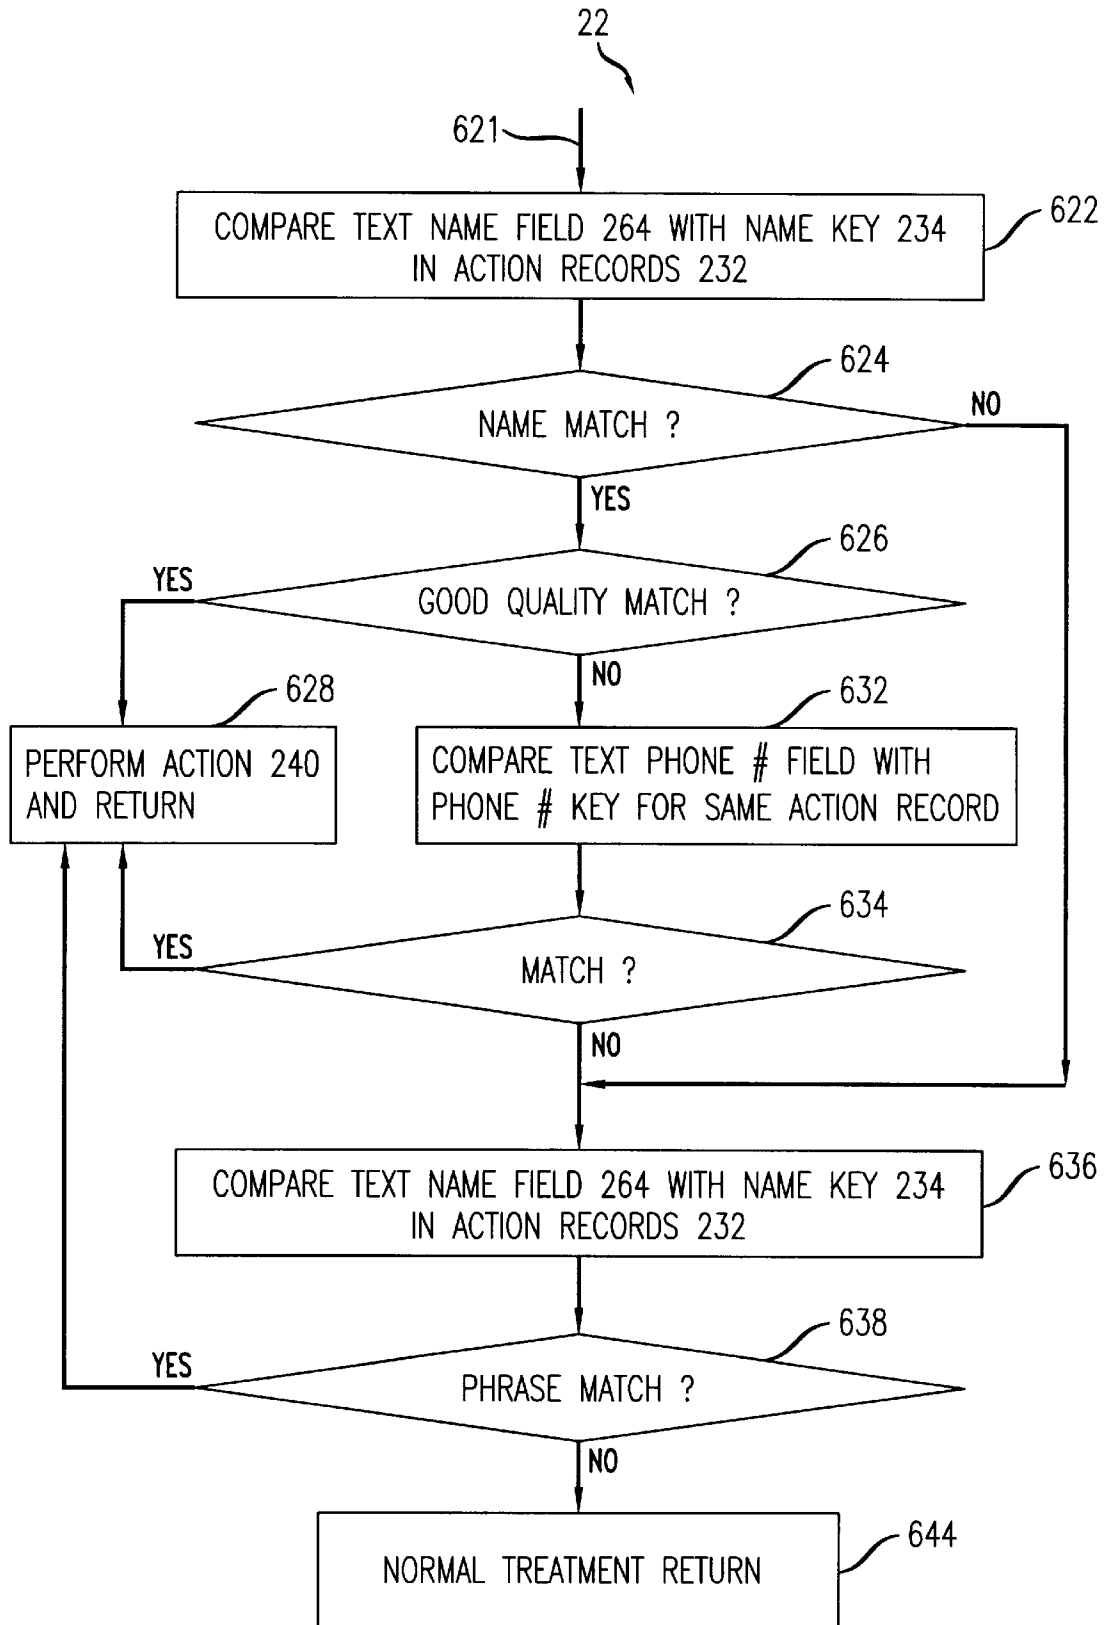 22
621
COMPARE TEXT NAME FIELD 264 WITH NAME KEY 234
IN ACTION RECORDS 232
622
624
NAME MATCH ?
NO
YES
626
YES
GOOD QUALITY MATCH ?
NO
628
PERFORM ACTION 240
AND RETURN
632
COMPARE TEXT PHONE # FIELD WITH
PHONE # KEY FOR SAME ACTION RECORD
634
YES
MATCH ?
NO
COMPARE TEXT NAME FIELD 264 WITH NAME KEY 234
IN ACTION RECORDS 232
636
638
YES
PHRASE MATCH ?
NO
644
NORMAL TREATMENT RETURN